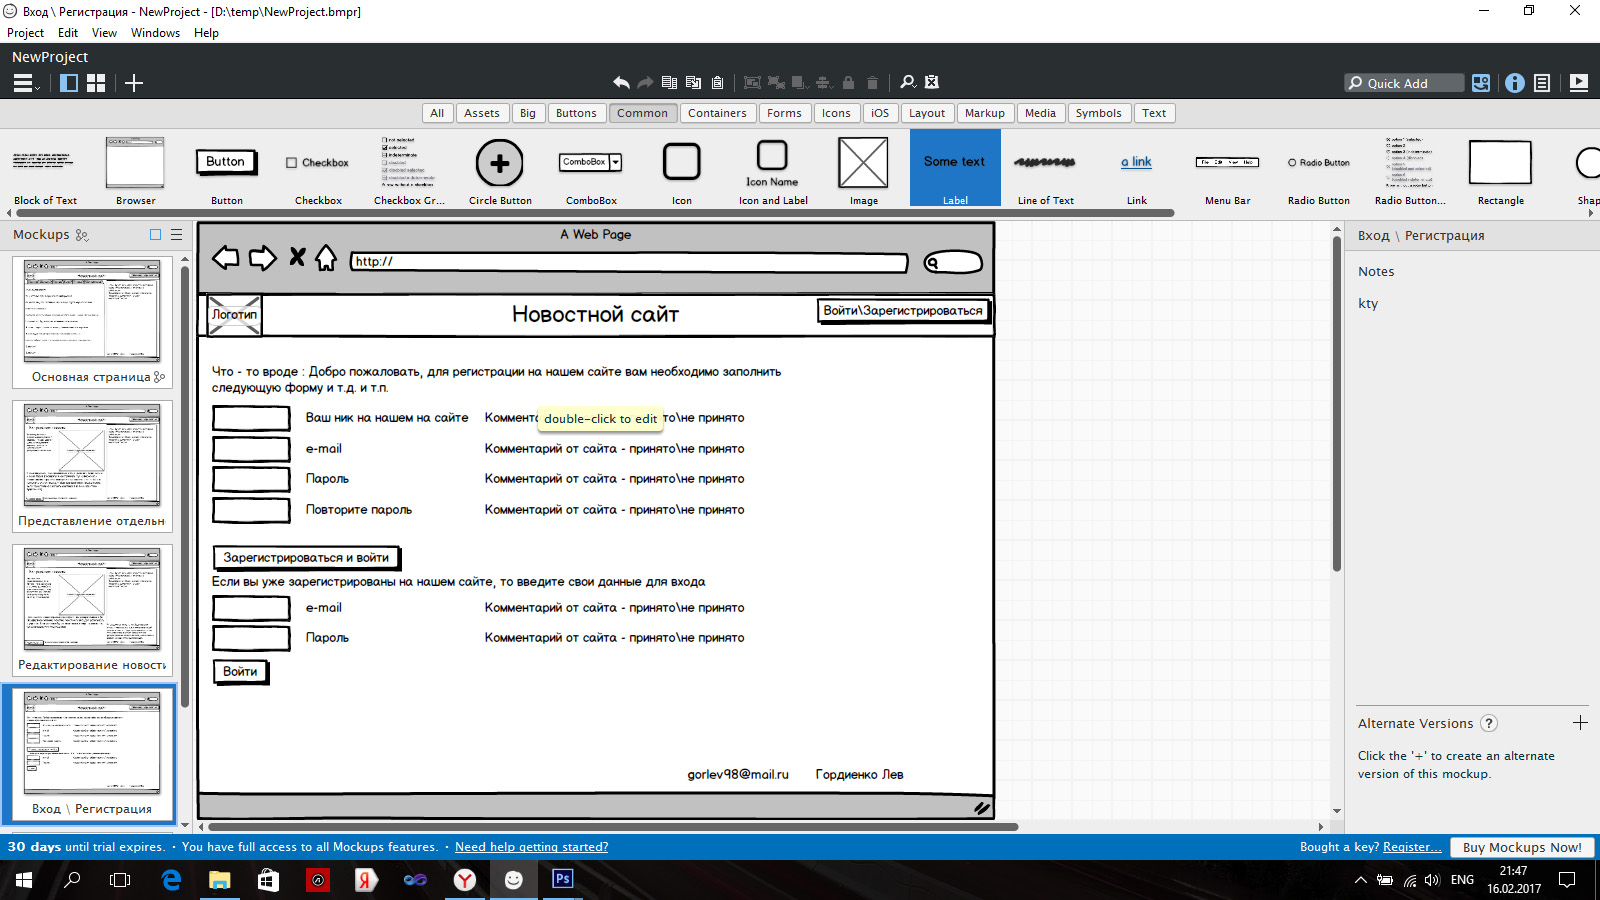 Вход \ Регистрация - NewProject - [D:\temp\NewProject.bmpr]
Project Edit View Windows Help
NewProject
Quick Add
All Assets Big Buttons Common Containers Forms Icons iOS Layout Markup Media Symbols Text
Button
Checkbox
ComboBox
Icon Name
Some text
a link
Radio Button
Block of Text Browser Button Checkbox Checkbox Gr... Circle Button ComboBox Icon Icon and Label Image Label Line of Text Link Menu Bar Radio Button Radio Button... Rectangle Shap
Mockups
Основная страница
Представление отдельн
Редактирование новости
Вход \ Регистрация
A Web Page
http://
Логотип
Новостной сайт
Войти\Зарегистрироваться
Что - то вроде : Добро пожаловать, для регистрации на нашем сайте вам необходимо заполнить
следующую форму и т.д. и т.п.
Ваш ник на нашем на сайте Коммента то\не принято
double-click to edit
e-mail Комментарий от сайта - принято\не принято
Пароль Комментарий от сайта - принято\не принято
Повторите пароль Комментарий от сайта - принято\не принято
Зарегистрироваться и войти
Если вы уже зарегистрированы на нашем сайте, то введите свои данные для входа
e-mail Комментарий от сайта - принято\не принято
Пароль Комментарий от сайта - принято\не принято
Войти
gorlev98@mail.ru Гордиенко Лев
Вход \ Регистрация
Notes
kty
Alternate Versions ?
Click the '+' to create an alternate
version of this mockup.
30 days until trial expires. · You have full access to all Mockups features. · Need help getting started?
Bought a key? Register... Buy Mockups Now!
ENG
21:47
16.02.2017